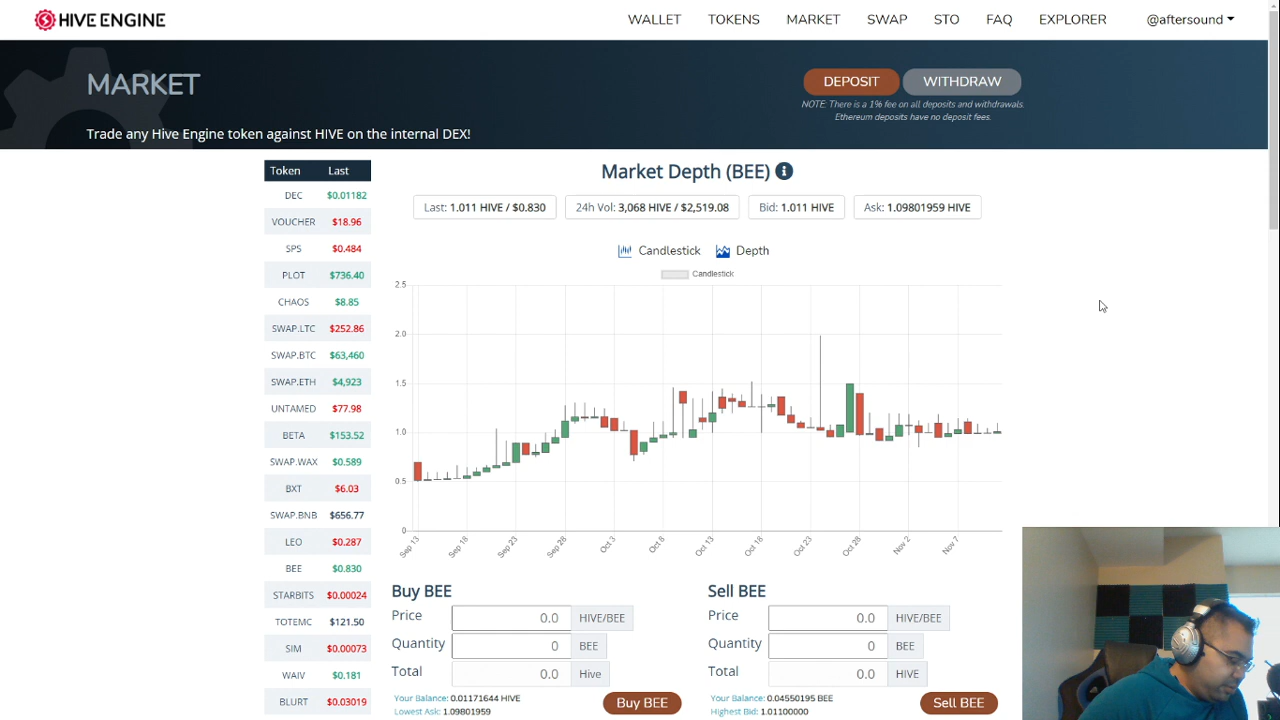 HIVE ENGINE
WALLET TOKENS MARKET SWAP STO FAQ EXPLORER @aftersound
MARKET
DEPOSIT WITHDRAW
NOTE: There is a 1% fee on all deposits and withdrawals.
Ethereum deposits have no deposit fees.
Trade any Hive Engine token against HIVE on the internal DEX!
Token Last
DEC $0.01182
VOUCHER $18.96
SPS $0.484
PLOT $736.40
CHAOS $8.85
SWAP.LTC $252.86
SWAP.BTC $63,460
SWAP.ETH $4,923
UNTAMED $77.98
BETA $153.52
SWAP.WAX $0.589
BXT $6.03
SWAP.BNB $656.77
LEO $0.287
BEE $0.830
STARBITS $0.00024
TOTEMC $121.50
SIM $0.00073
WAIV $0.181
BLURT $0.03019
Market Depth (BEE)
Last: 1.011 HIVE / $0.830
24h Vol: 3,068 HIVE / $2,519.08
Bid: 1.011 HIVE
Ask: 1.09801959 HIVE
Candlestick Depth
Candlestick
2.5
2.0
1.5
1.0
0.5
0
Sep 13 Sep 18 Sep 23 Sep 28 Oct 3 Oct 8 Oct 13 Oct 18 Oct 23 Oct 28 Nov 2 Nov 7
Buy BEE
Price 0.0 HIVE/BEE
Quantity 0 BEE
Total 0.0 Hive
Your Balance: 0.01171644 HIVE
Lowest Ask: 1.09801959
Buy BEE
Sell BEE
Price 0.0 HIVE/BEE
Quantity 0 BEE
Total 0.0 HIVE
Your Balance: 0.04550195 BEE
Highest Bid: 1.01100000
Sell BEE